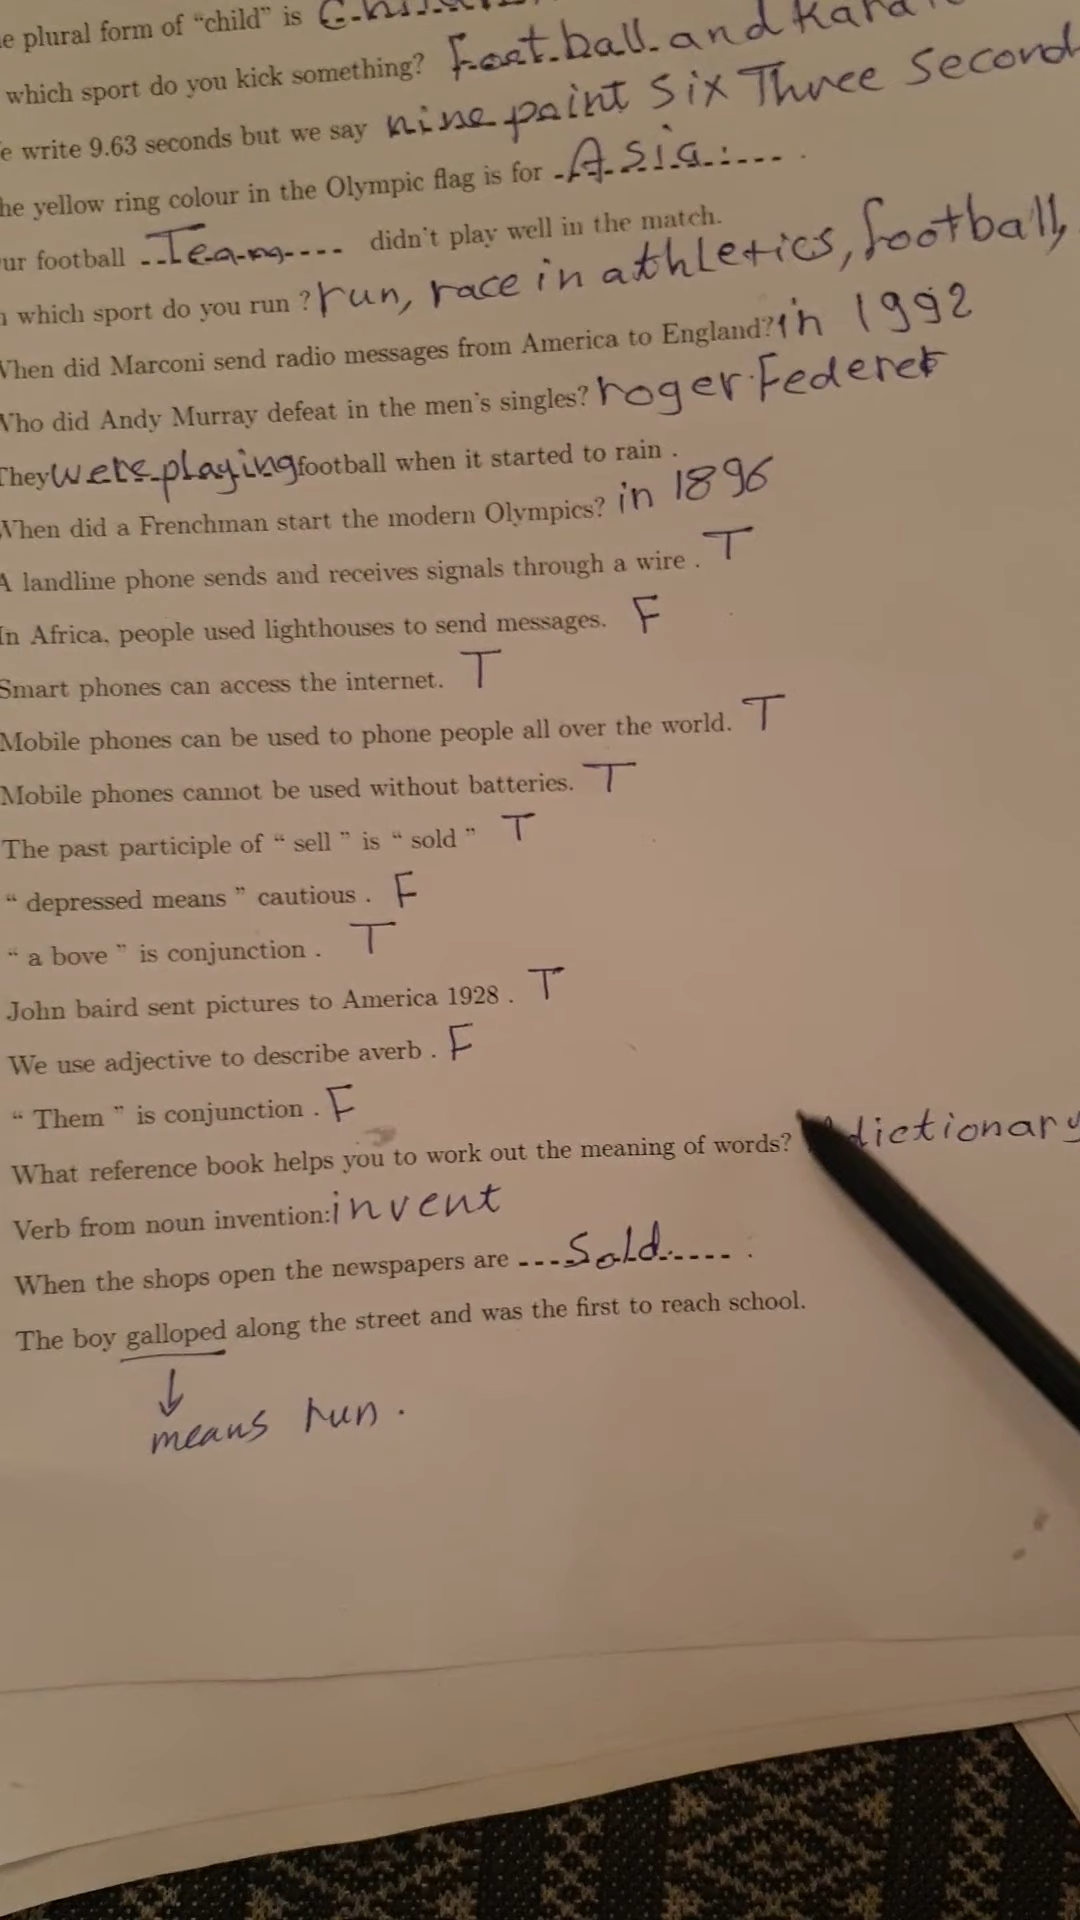 e plural form of "child" is
which sport do you kick something? Football and Kara
e write 9.63 seconds but we say nine point six Three second
he yellow ring colour in the Olympic flag is for Asia
ur football Team didn't play well in the match.
which sport do you run ? run, race in athletics, football,
When did Marconi send radio messages from America to England? in 1992
Who did Andy Murray defeat in the men's singles? roger Federer
They were playing football when it started to rain .
When did a Frenchman start the modern Olympics? in 1896
A landline phone sends and receives signals through a wire . T
In Africa, people used lighthouses to send messages. F
Smart phones can access the internet. T
Mobile phones can be used to phone people all over the world. T
Mobile phones cannot be used without batteries. T
The past participle of " sell " is " sold " T
" depressed means " cautious . F
" a bove " is conjunction . T
John baird sent pictures to America 1928 . T
We use adjective to describe averb . F
" Them " is conjunction . F
What reference book helps you to work out the meaning of words? dictionary
Verb from noun invention: invent
When the shops open the newspapers are ---Sold----- .
The boy galloped along the street and was the first to reach school.
means run .